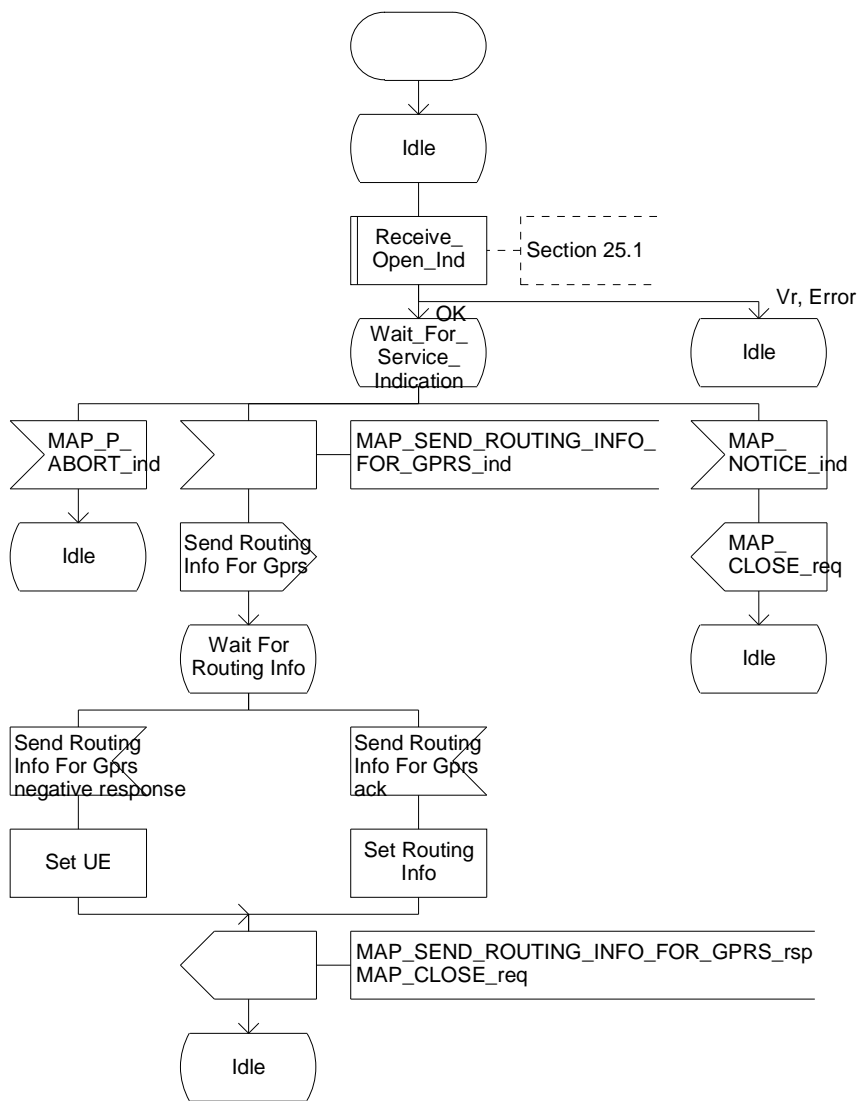 Idle
Receive_
Open_Ind
Section 25.1
Vr, Error
OK
Wait_For_
Service_
Indication
Idle
MAP_P_
ABORT_ind
MAP_SEND_ROUTING_INFO_
FOR_GPRS_ind
MAP_
NOTICE_ind
Idle
Send Routing
Info For Gprs
MAP_
CLOSE_req
Wait For
Routing Info
Idle
Send Routing
Info For Gprs
negative response
Send Routing
Info For Gprs
ack
Set UE
Set Routing
Info
MAP_SEND_ROUTING_INFO_FOR_GPRS_rsp
MAP_CLOSE_req
Idle